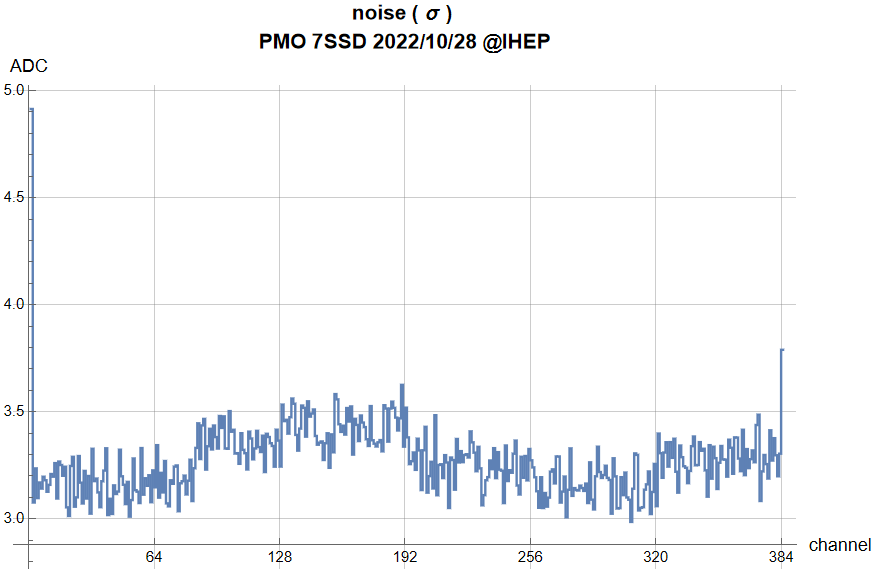 noise ( σ )
PMO 7SSD 2022/10/28 @IHEP
ADC
5.0
4.5
4.0
3.5
3.0
64 128 192 256 320 384
channel